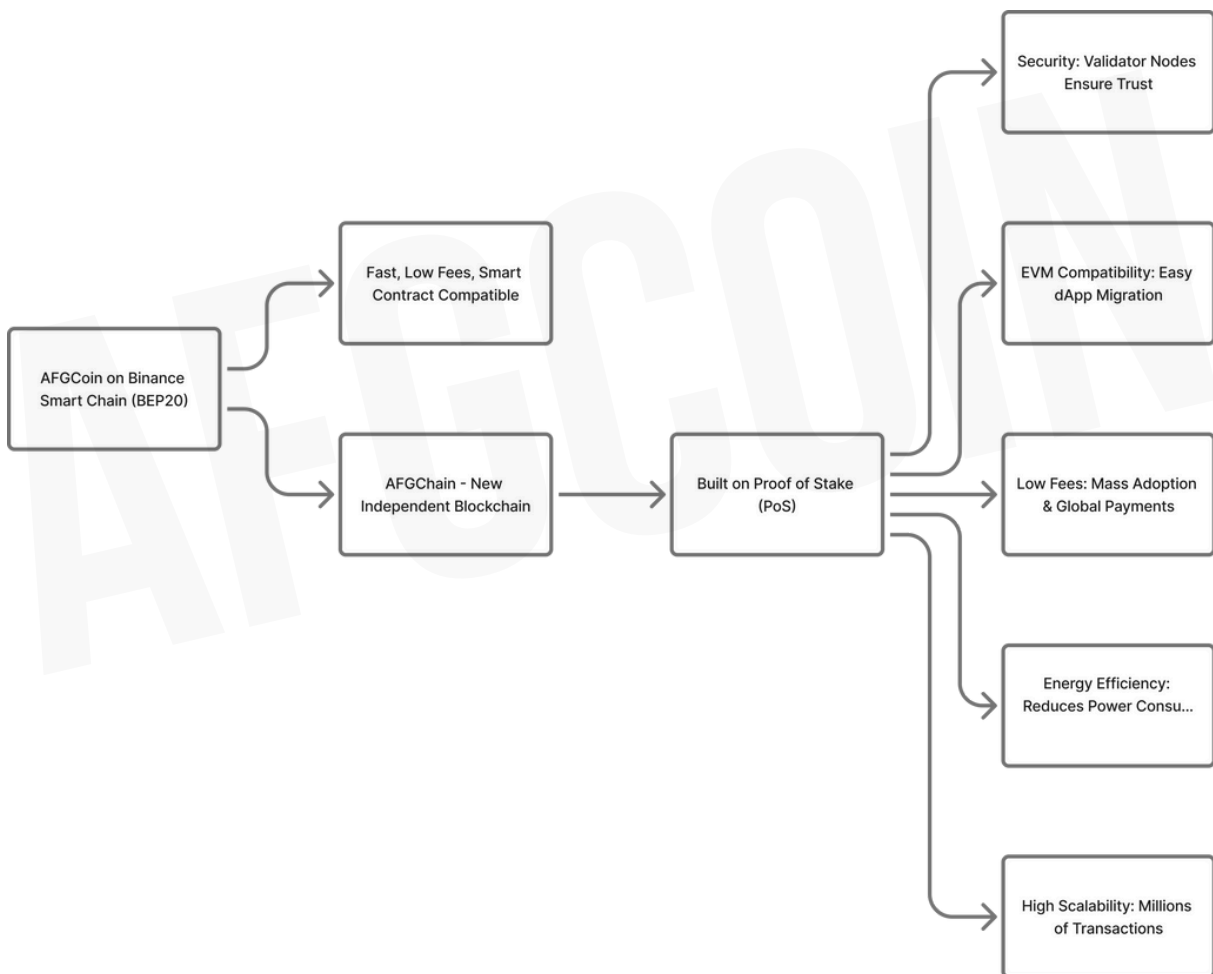 Security: Validator Nodes
Ensure Trust
Fast, Low Fees, Smart
Contract Compatible
EVM Compatibility: Easy
dApp Migration
AFGCoin on Binance
Smart Chain (BEP20)
AFGChain - New
Independent Blockchain
Built on Proof of Stake
(PoS)
Low Fees: Mass Adoption
& Global Payments
Energy Efficiency:
Reduces Power Consu...
High Scalability: Millions
of Transactions
AFGCOIN